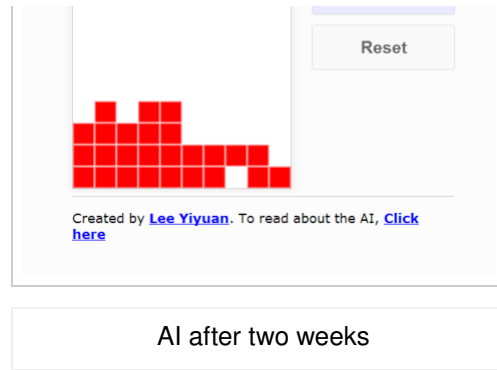 Reset
Created by Lee Yiyuan. To read about the AI, Click
here
AI after two weeks